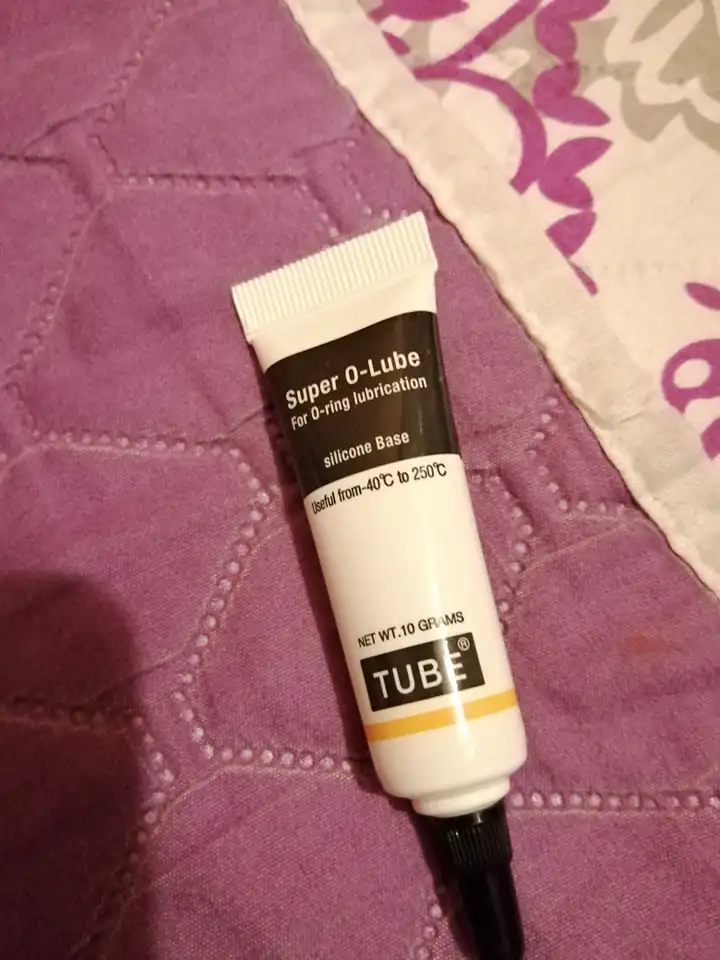 Super O-Lube
For O-ring lubrication
silicone Base
Useful from-40℃ to 250℃
NET WT.10 GRAMS
TUBE®